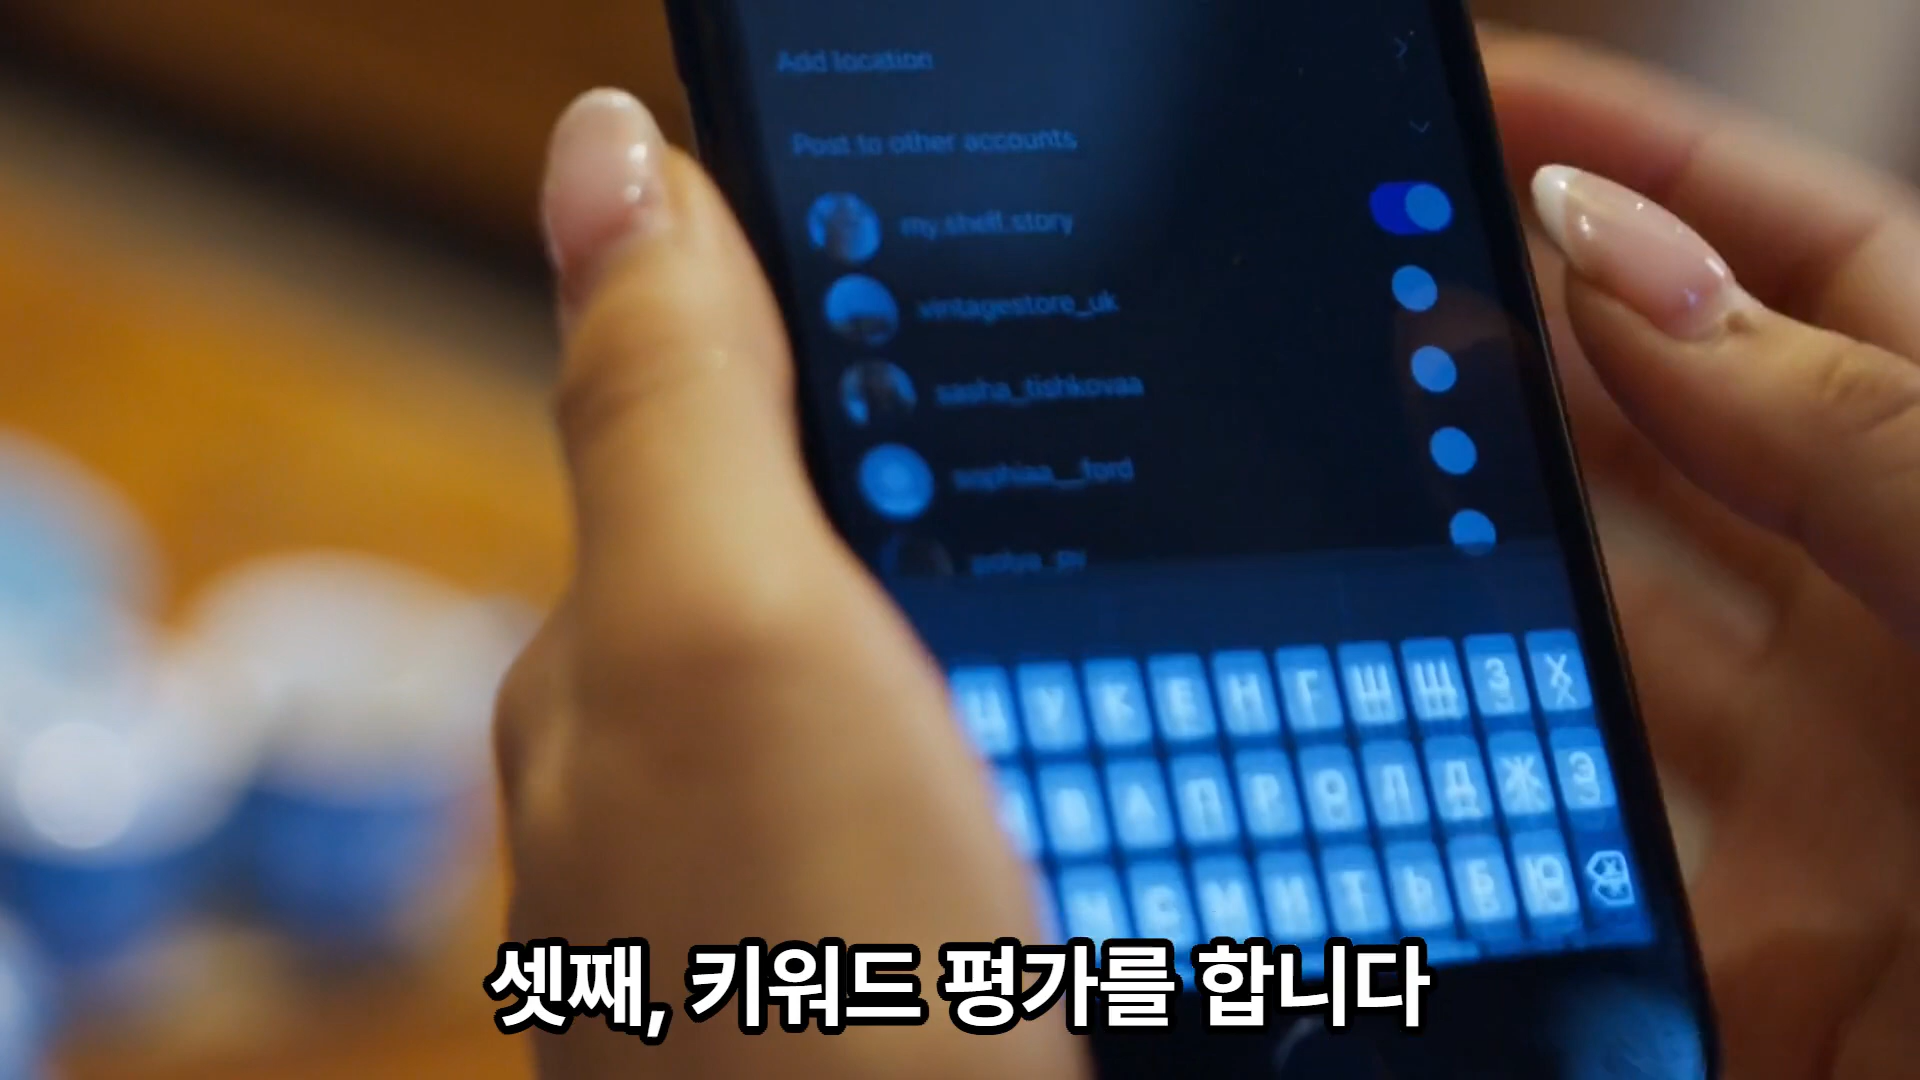 Add location
Post to other accounts
my.shelf.story
vintagestore_uk
sasha_tishkovaa
sophiaa__ford
Ц У К Е Н Г Ш Щ З Х
В А П Р О Л Д Ж Э
Ч С М И Т Ь Б Ю
셋째, 키워드 평가를 합니다